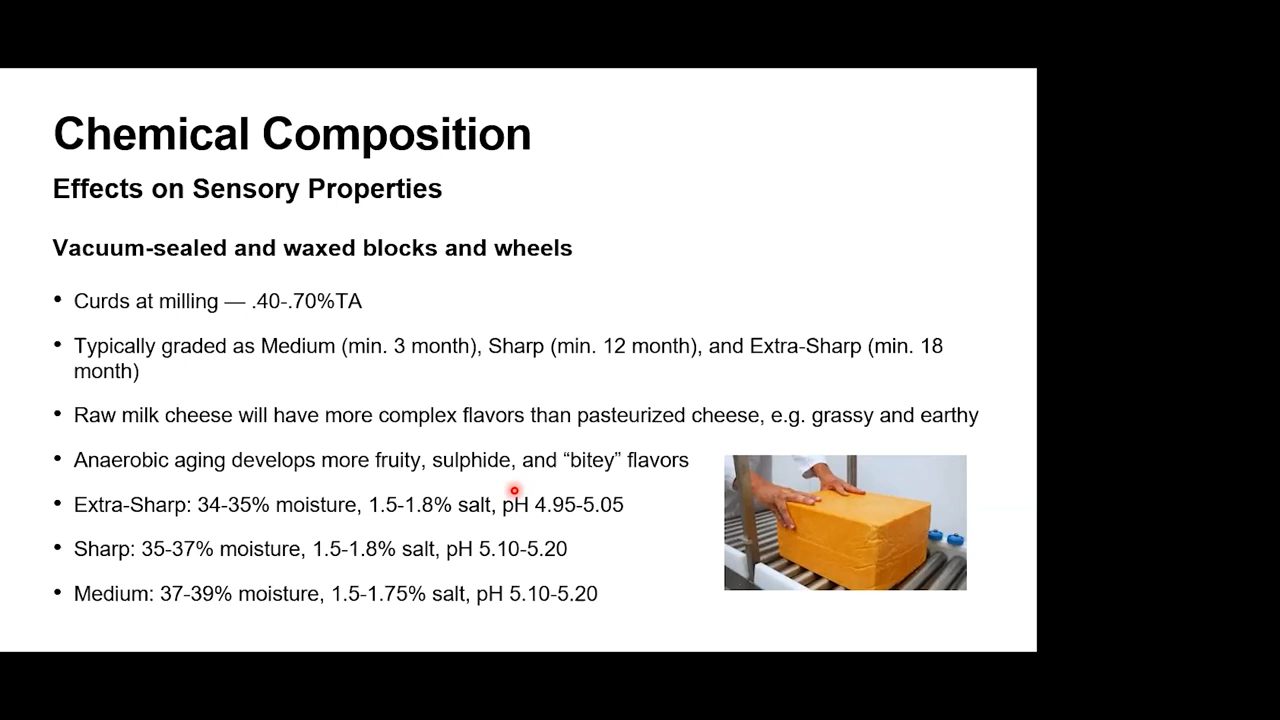 Chemical Composition
Effects on Sensory Properties
Vacuum-sealed and waxed blocks and wheels
• Curds at milling — .40-.70%TA
• Typically graded as Medium (min. 3 month), Sharp (min. 12 month), and Extra-Sharp (min. 18
month)
• Raw milk cheese will have more complex flavors than pasteurized cheese, e.g. grassy and earthy
• Anaerobic aging develops more fruity, sulphide, and “bitey” flavors
• Extra-Sharp: 34-35% moisture, 1.5-1.8% salt, pH 4.95-5.05
• Sharp: 35-37% moisture, 1.5-1.8% salt, pH 5.10-5.20
• Medium: 37-39% moisture, 1.5-1.75% salt, pH 5.10-5.20